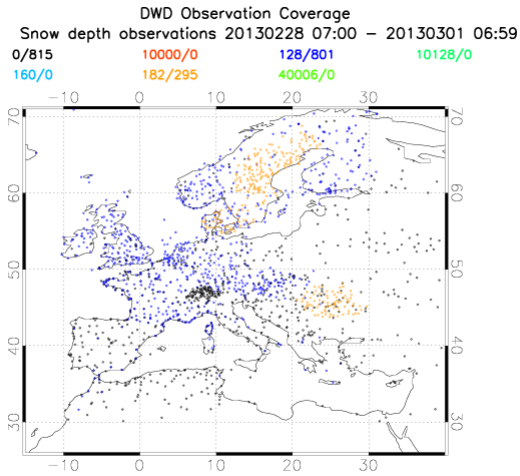 DWD Observation Coverage
Snow depth observations 20130228 07:00 – 20130301 06:59
0/815 10000/0 128/801 10128/0
160/0 182/295 40006/0
-10 0 10 20 30
70 70
60 60
50 50
40 40
30 30
-10 0 10 20 30